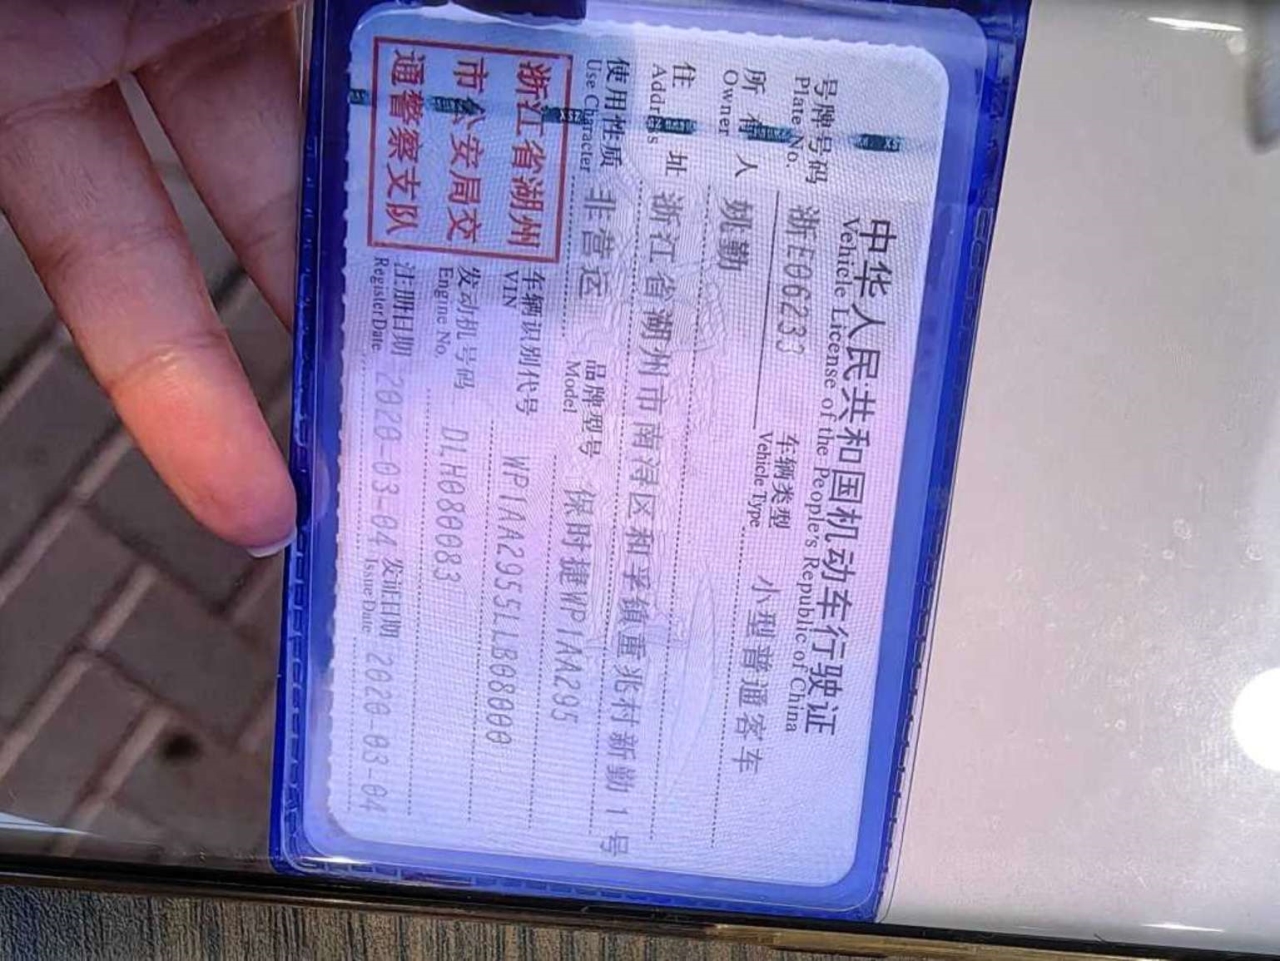 中华人民共和国机动车行驶证
Vehicle License of the People's Republic of China
号牌号码 浙E06233 车辆类型 小型普通客车
Plate No. Vehicle Type
所有人 姚勤
Owner
住址 浙江省湖州市南浔区和孚镇重兆村新勤1号
Address
使用性质 非营运 品牌型号 保时捷WP1AA295
Use Character Model
浙江省湖州
市公安局交
通警察支队
车辆识别代号 WP1AA2955LLB08000
VIN
发动机号码 DLH080083
Engine No.
注册日期 2020-03-04 发证日期 2020-03-04
Register Date Issue Date